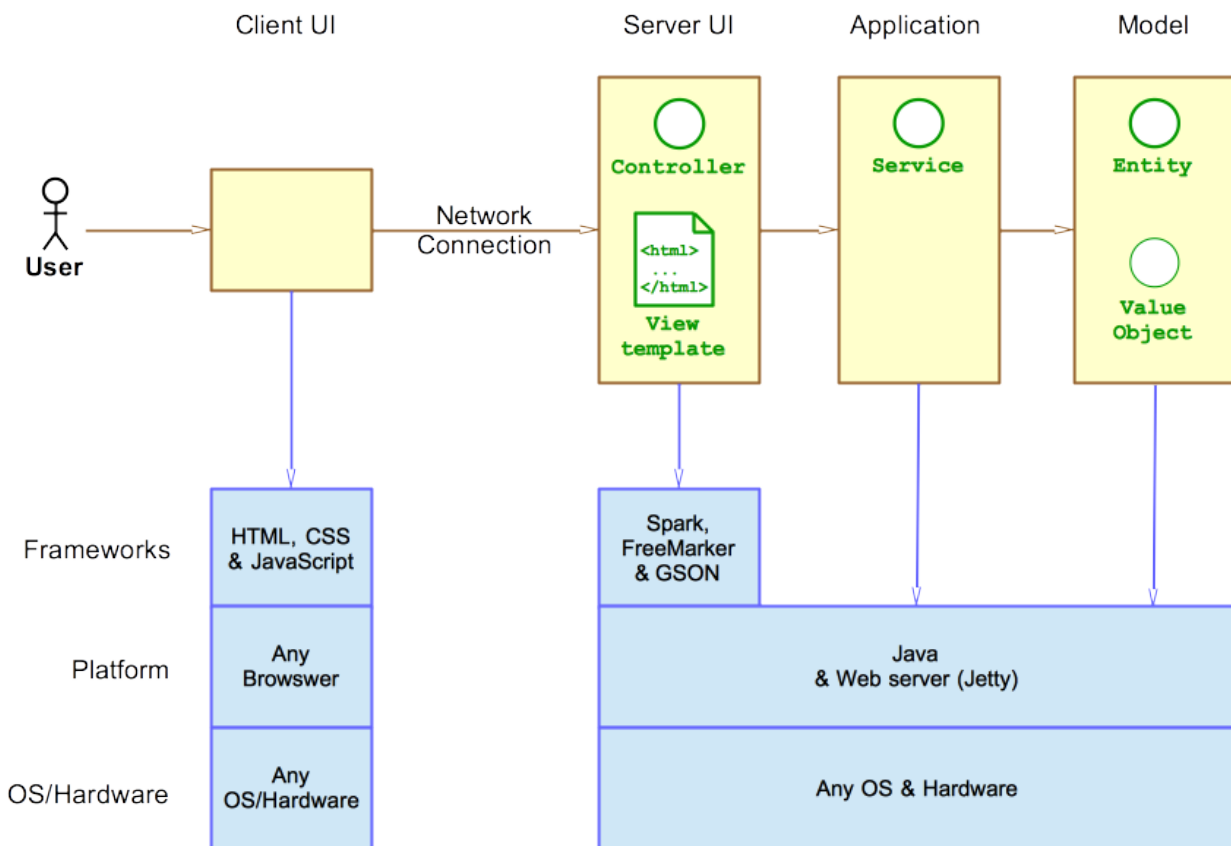 Client UI
Server UI
Application
Model
Controller
Service
Entity
User
Network
Connection
<html>
...
</html>
View
template
Value
Object
Frameworks
HTML, CSS
& JavaScript
Spark,
FreeMarker
& GSON
Platform
Any
Browswer
Java
& Web server (Jetty)
OS/Hardware
Any
OS/Hardware
Any OS & Hardware